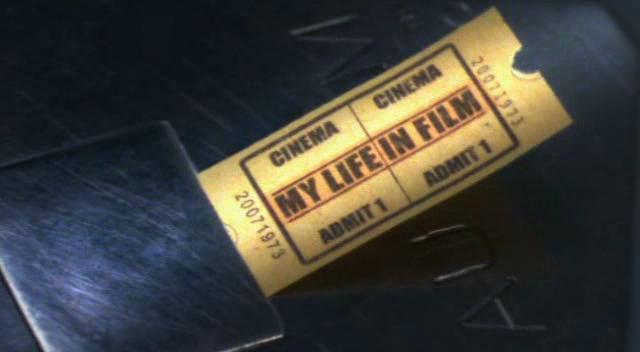 CINEMA CINEMA
MY LIFE IN FILM
ADMIT 1 ADMIT 1
20071973
20071973